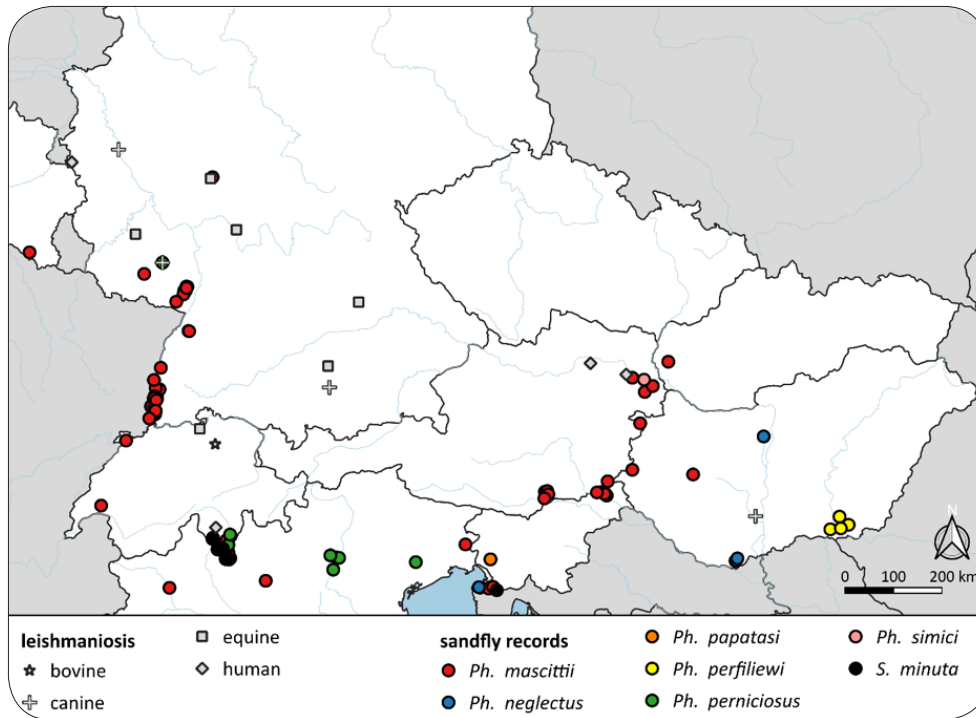 N
0 100 200 km
leishmaniosis
bovine
canine
equine
human
sandfly records
Ph. mascittii
Ph. neglectus
Ph. papatasi
Ph. perfiliewi
Ph. perniciosus
Ph. simici
S. minuta